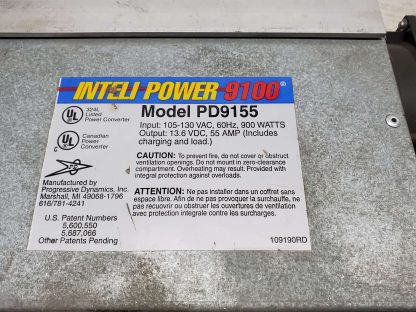 INTELI-POWER 9100
UL
324L
Listed
Power Converter
Model PD9155
Input: 105-130 VAC, 60Hz, 900 WATTS
Output: 13.6 VDC, 55 AMP (Includes
charging and load.)
C UL
Canadian
Power
Converter
CAUTION: To prevent fire, do not cover or obstruct
ventilation openings. Do not mount in zero-clearance
compartment. Overheating may result. Provided with
integral protection against overloads.
Manufactured by
Progressive Dynamics, Inc.
Marshall, MI 49068-1796
616/781-4241
ATTENTION: Ne pas installer dans un coffret sans
espace libre. Afin de ne pas provoquer la surchauffe, ne
pas recuovrir ou obstruer les ouvertures de ventilation
avec protection integrale contre les surcharges.
U.S. Patent Numbers
5,600,550
5,687,066
Other Patents Pending
109190RD